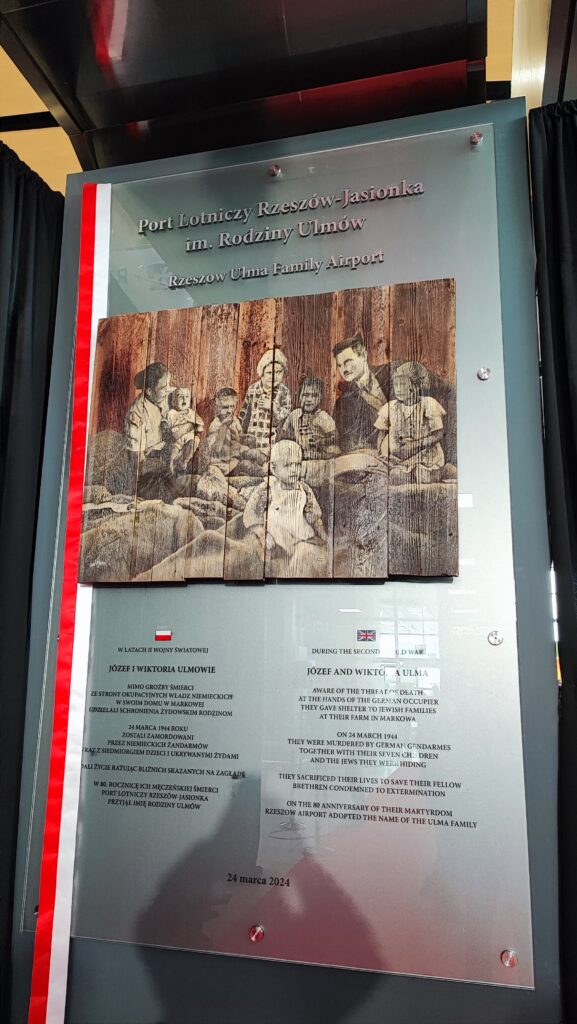 Port Lotniczy Rzeszów-Jasionka
im. Rodziny Ulmów
Rzeszow Ulma Family Airport
W LATACH II WOJNY ŚWIATOWEJ
JÓZEF I WIKTORIA ULMOWIE
MIMO GROŹBY ŚMIERCI
ZE STRONY OKUPACYJNYCH WŁADZ NIEMIECKICH
W SWOIM DOMU W MARKOWEJ
UDZIELALI SCHRONIENIA ŻYDOWSKIM RODZINOM
24 MARCA 1944 ROKU
ZOSTALI ZAMORDOWANI
PRZEZ NIEMIECKICH ŻANDARMÓW
WRAZ Z SIEDMIORGIEM DZIECI I UKRYWANYMI ŻYDAMI
ODDALI ŻYCIE RATUJĄC BLIŹNICH SKAZANYCH NA ZAGŁADĘ
W 80. ROCZNICĘ ICH MĘCZEŃSKIEJ ŚMIERCI
PORT LOTNICZY RZESZÓW-JASIONKA
PRZYJĄŁ IMIĘ RODZINY ULMÓW
DURING THE SECOND WORLD WAR
JÓZEF AND WIKTORIA ULMA
AWARE OF THE THREAT OF DEATH
AT THE HANDS OF THE GERMAN OCCUPIER
THEY GAVE SHELTER TO JEWISH FAMILIES
AT THEIR FARM IN MARKOWA
ON 24 MARCH 1944
THEY WERE MURDERED BY GERMAN GENDARMES
TOGETHER WITH THEIR SEVEN CHILDREN
AND THE JEWS THEY WERE HIDING
THEY SACRIFICED THEIR LIVES TO SAVE THEIR FELLOW
BRETHREN CONDEMNED TO EXTERMINATION
ON THE 80 ANNIVERSARY OF THEIR MARTYRDOM
RZESZOW AIRPORT ADOPTED THE NAME OF THE ULMA FAMILY
24 marca 2024